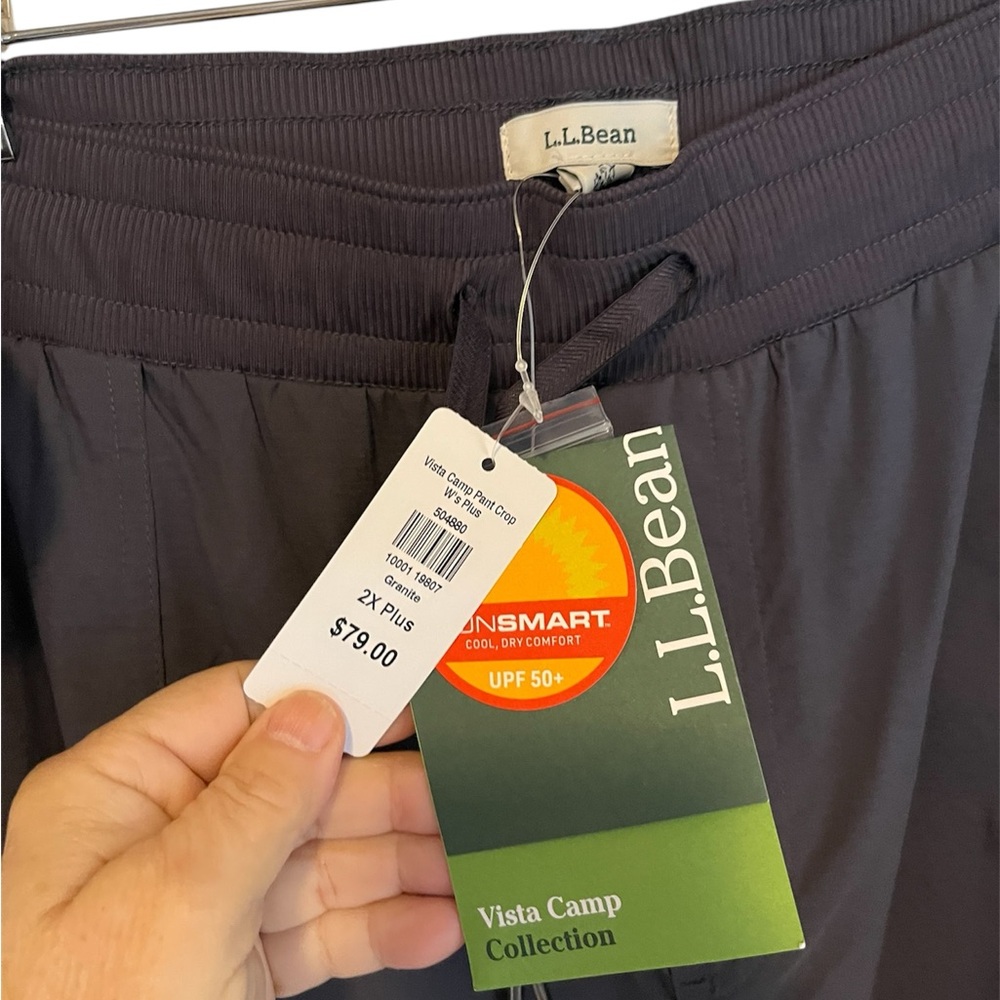 L.L.Bean
Vista Camp Pant Crop
W's Plus
504880
10001 19807
Granite
2X Plus
$79.00
L.L.Bean
UNSMART™
COOL, DRY COMFORT
UPF 50+
Vista Camp
Collection